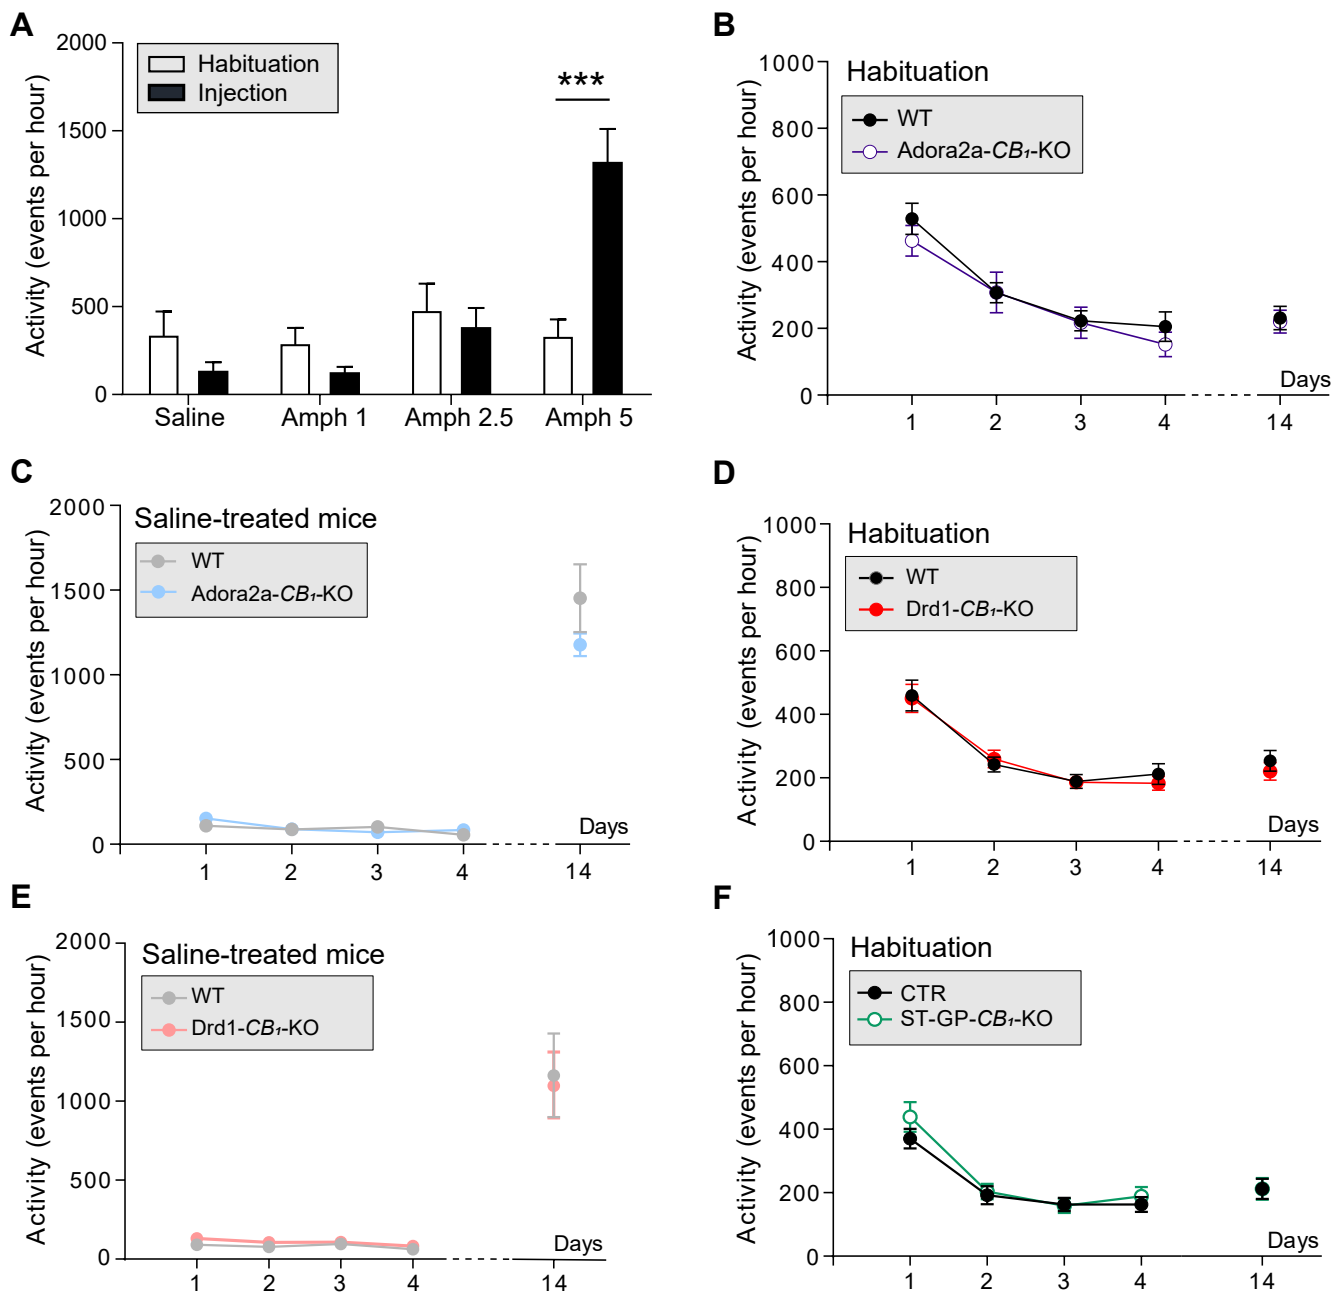 A
Activity (events per hour)
2000
1500
1000
500
0
Habituation
Injection
***
Saline
Amph 1
Amph 2.5
Amph 5
B
Activity (events per hour)
1000
800
600
400
200
0
Habituation
WT
Adora2a-CB₁-KO
Days
1
2
3
4
14
C
Activity (events per hour)
2000
1500
1000
500
0
Saline-treated mice
WT
Adora2a-CB₁-KO
Days
1
2
3
4
14
D
Activity (events per hour)
1000
800
600
400
200
0
Habituation
WT
Drd1-CB₁-KO
Days
1
2
3
4
14
E
Activity (events per hour)
2000
1500
1000
500
0
Saline-treated mice
WT
Drd1-CB₁-KO
Days
1
2
3
4
14
F
Activity (events per hour)
1000
800
600
400
200
0
Habituation
CTR
ST-GP-CB₁-KO
Days
1
2
3
4
14